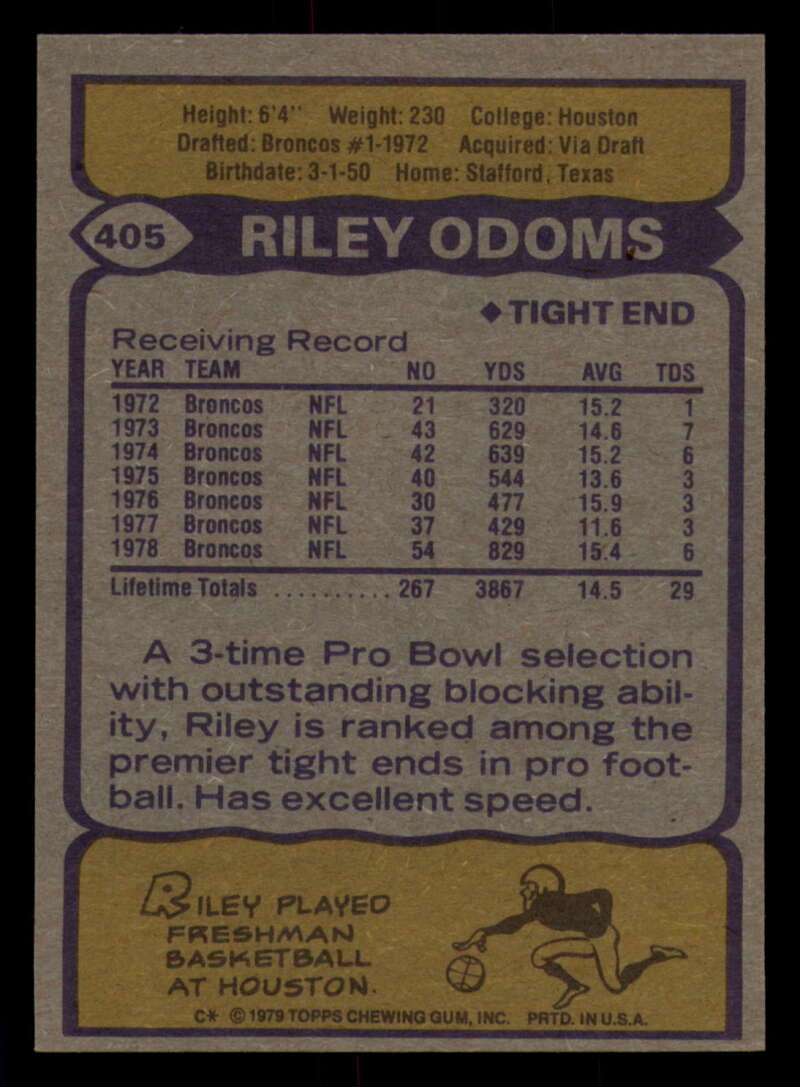 Height: 6'4" Weight: 230 College: Houston
Drafted: Broncos #1-1972 Acquired: Via Draft
Birthdate: 3-1-50 Home: Stafford, Texas
405 RILEY ODOMS
◆TIGHT END
Receiving Record
YEAR TEAM NO YDS AVG TDS
1972 Broncos NFL 21 320 15.2 1
1973 Broncos NFL 43 629 14.6 7
1974 Broncos NFL 42 639 15.2 6
1975 Broncos NFL 40 544 13.6 3
1976 Broncos NFL 30 477 15.9 3
1977 Broncos NFL 37 429 11.6 3
1978 Broncos NFL 54 829 15.4 6
Lifetime Totals .......... 267 3867 14.5 29
A 3-time Pro Bowl selection
with outstanding blocking abil-
ity, Riley is ranked among the
premier tight ends in pro foot-
ball. Has excellent speed.
RILEY PLAYED
FRESHMAN
BASKETBALL
AT HOUSTON.
C* © 1979 TOPPS CHEWING GUM, INC. PRTD. IN U.S.A.